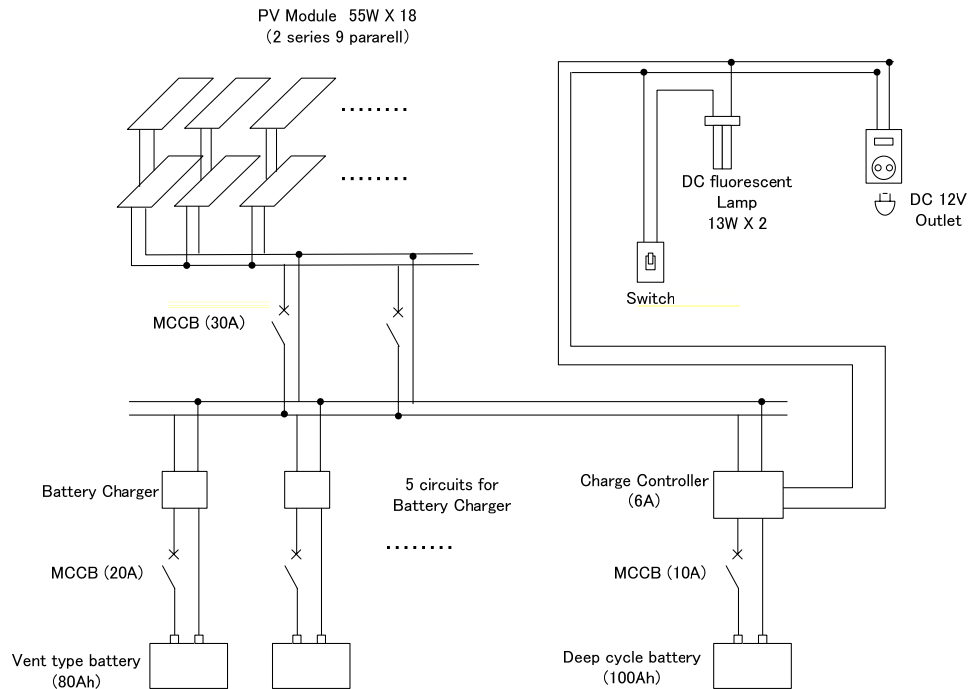 PV Module 55W X 18
(2 series 9 pararell)
DC fluorescent
Lamp
13W X 2
DC 12V
Outlet
Switch
MCCB (30A)
Battery Charger
5 circuits for
Battery Charger
Charge Controller
(6A)
MCCB (20A)
MCCB (10A)
Vent type battery
(80Ah)
Deep cycle battery
(100Ah)